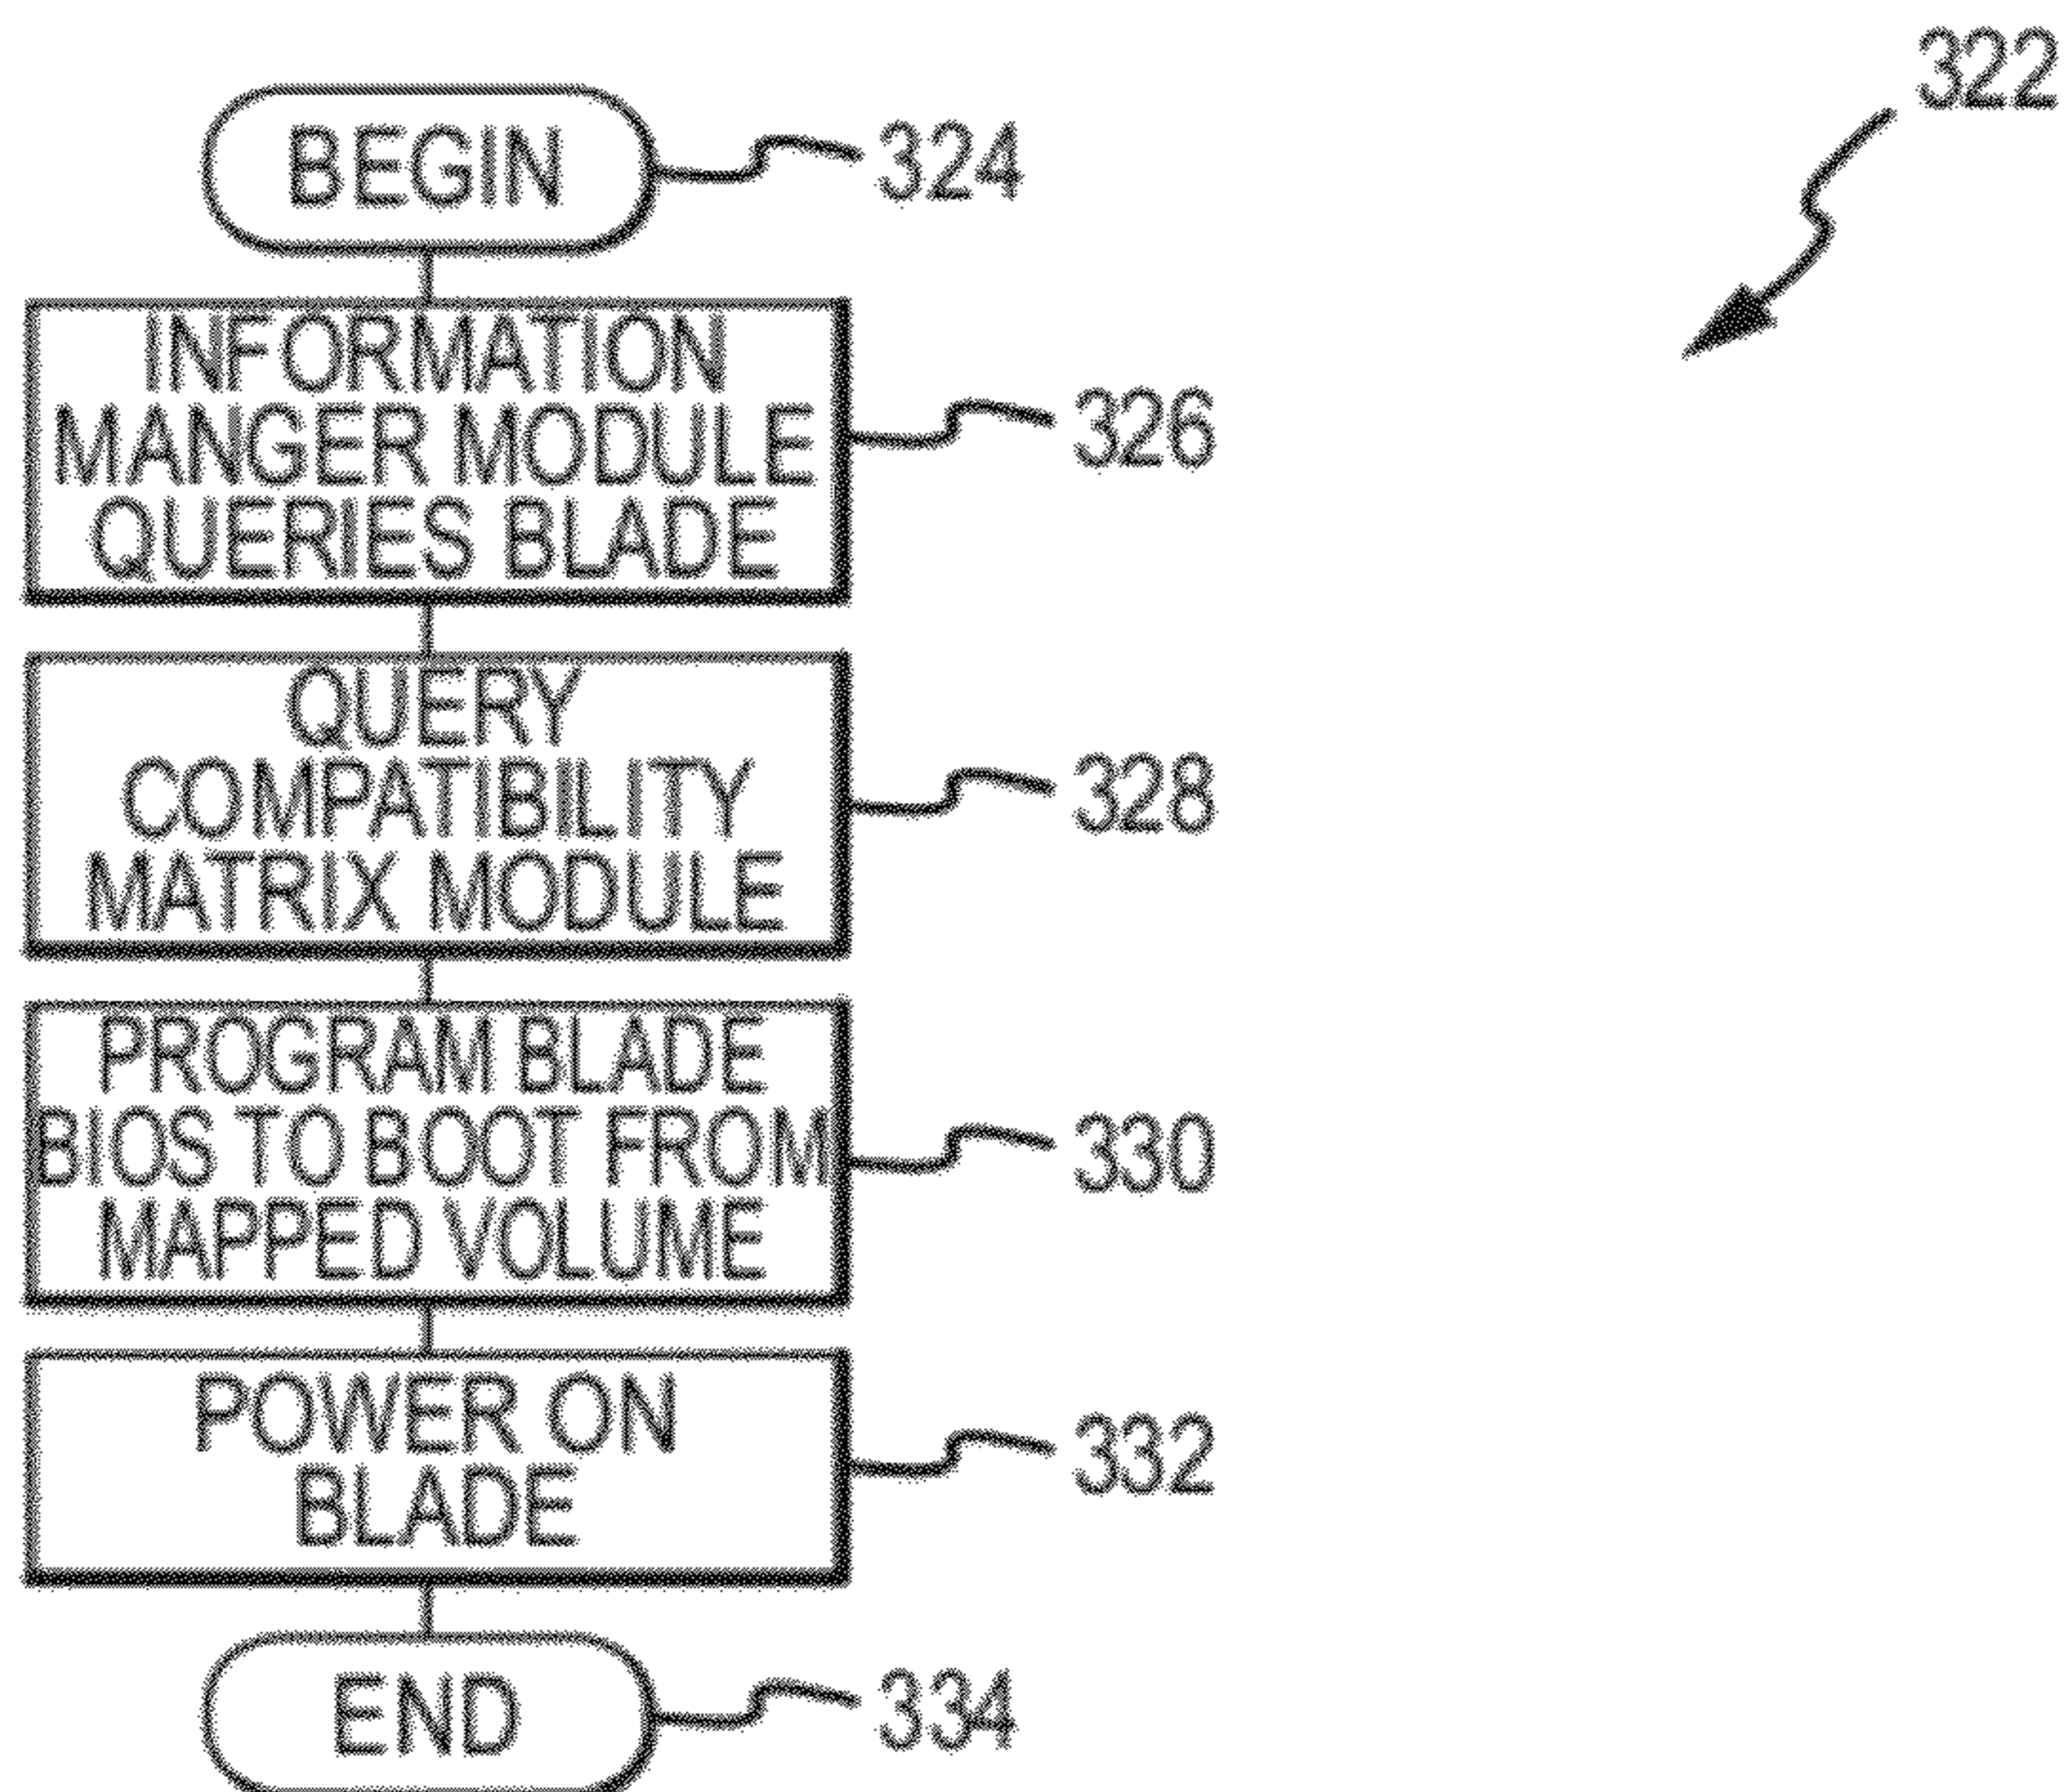 322
BEGIN
324
INFORMATION
MANGER MODULE
QUERIES BLADE
326
QUERY
COMPATIBILITY
MATRIX MODULE
328
PROGRAM BLADE
BIOS TO BOOT FROM
MAPPED VOLUME
330
POWER ON
BLADE
332
END
334